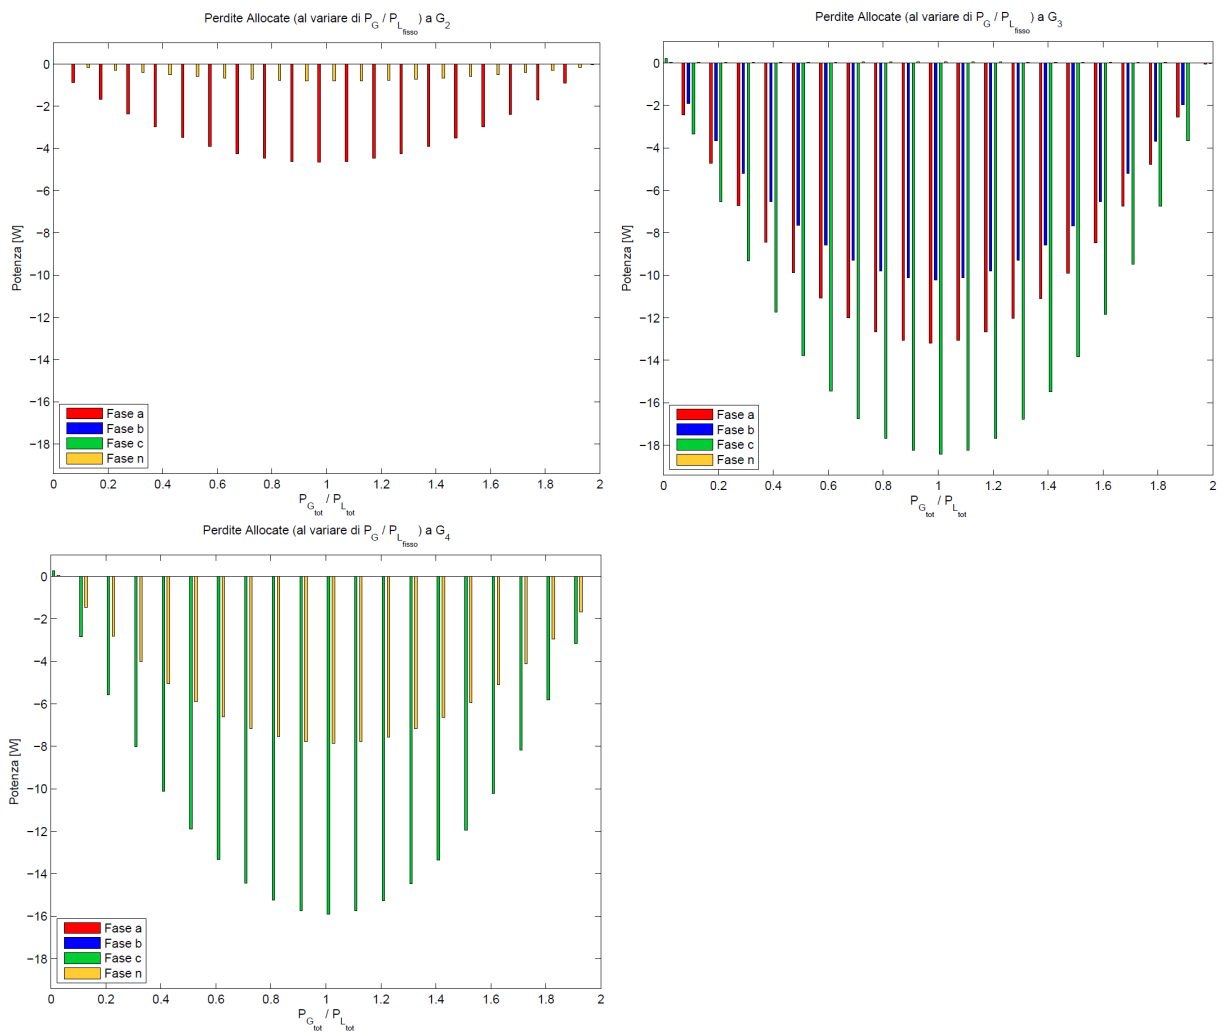 Perdite Allocate (al variare di P_G / P_L_fisso) a G_2
Potenza [W]
0
−2
−4
−6
−8
−10
−12
−14
−16
−18
Fase a
Fase b
Fase c
Fase n
0 0.2 0.4 0.6 0.8 1 1.2 1.4 1.6 1.8 2
P_G_tot / P_L_tot
Perdite Allocate (al variare di P_G / P_L_fisso) a G_3
Potenza [W]
0
−2
−4
−6
−8
−10
−12
−14
−16
−18
Fase a
Fase b
Fase c
Fase n
0 0.2 0.4 0.6 0.8 1 1.2 1.4 1.6 1.8 2
P_G_tot / P_L_tot
Perdite Allocate (al variare di P_G / P_L_fisso) a G_4
Potenza [W]
0
−2
−4
−6
−8
−10
−12
−14
−16
−18
Fase a
Fase b
Fase c
Fase n
0 0.2 0.4 0.6 0.8 1 1.2 1.4 1.6 1.8 2
P_G_tot / P_L_tot